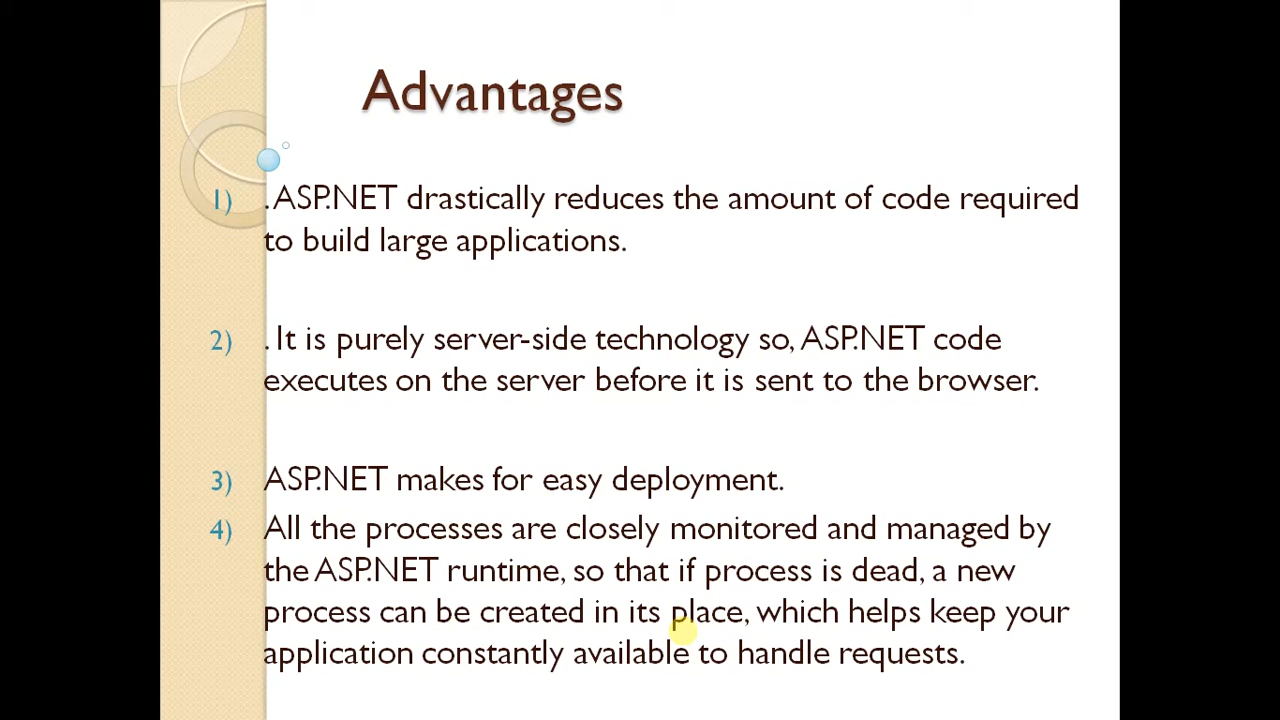 Advantages
1) . ASP.NET drastically reduces the amount of code required
to build large applications.
2) . It is purely server-side technology so, ASP.NET code
executes on the server before it is sent to the browser.
3) ASP.NET makes for easy deployment.
4) All the processes are closely monitored and managed by
the ASP.NET runtime, so that if process is dead, a new
process can be created in its place, which helps keep your
application constantly available to handle requests.